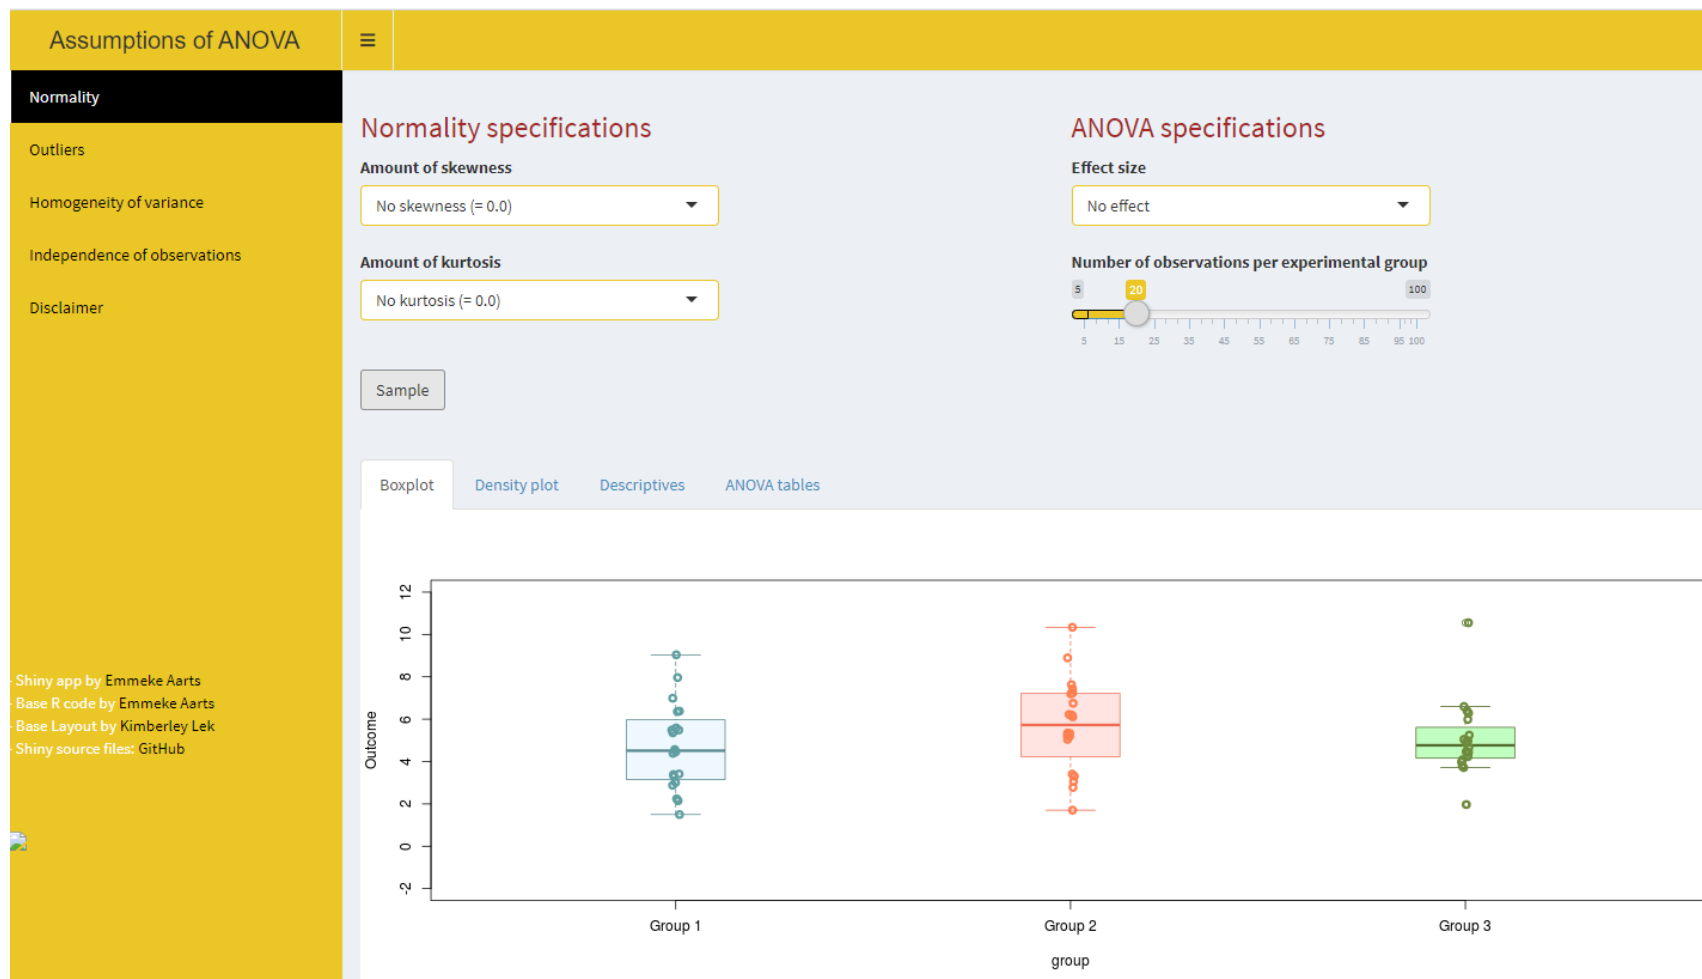 Assumptions of ANOVA
Normality
Outliers
Homogeneity of variance
Independence of observations
Disclaimer
- Shiny app by Emmeke Aarts
- Base R code by Emmeke Aarts
- Base Layout by Kimberley Lek
- Shiny source files: GitHub
Normality specifications
Amount of skewness
No skewness (= 0.0)
Amount of kurtosis
No kurtosis (= 0.0)
Sample
ANOVA specifications
Effect size
No effect
Number of observations per experimental group
5 20 100
5 15 25 35 45 55 65 75 85 95 100
Boxplot Density plot Descriptives ANOVA tables
Outcome
12
10
8
6
4
2
0
-2
Group 1 Group 2 Group 3
group